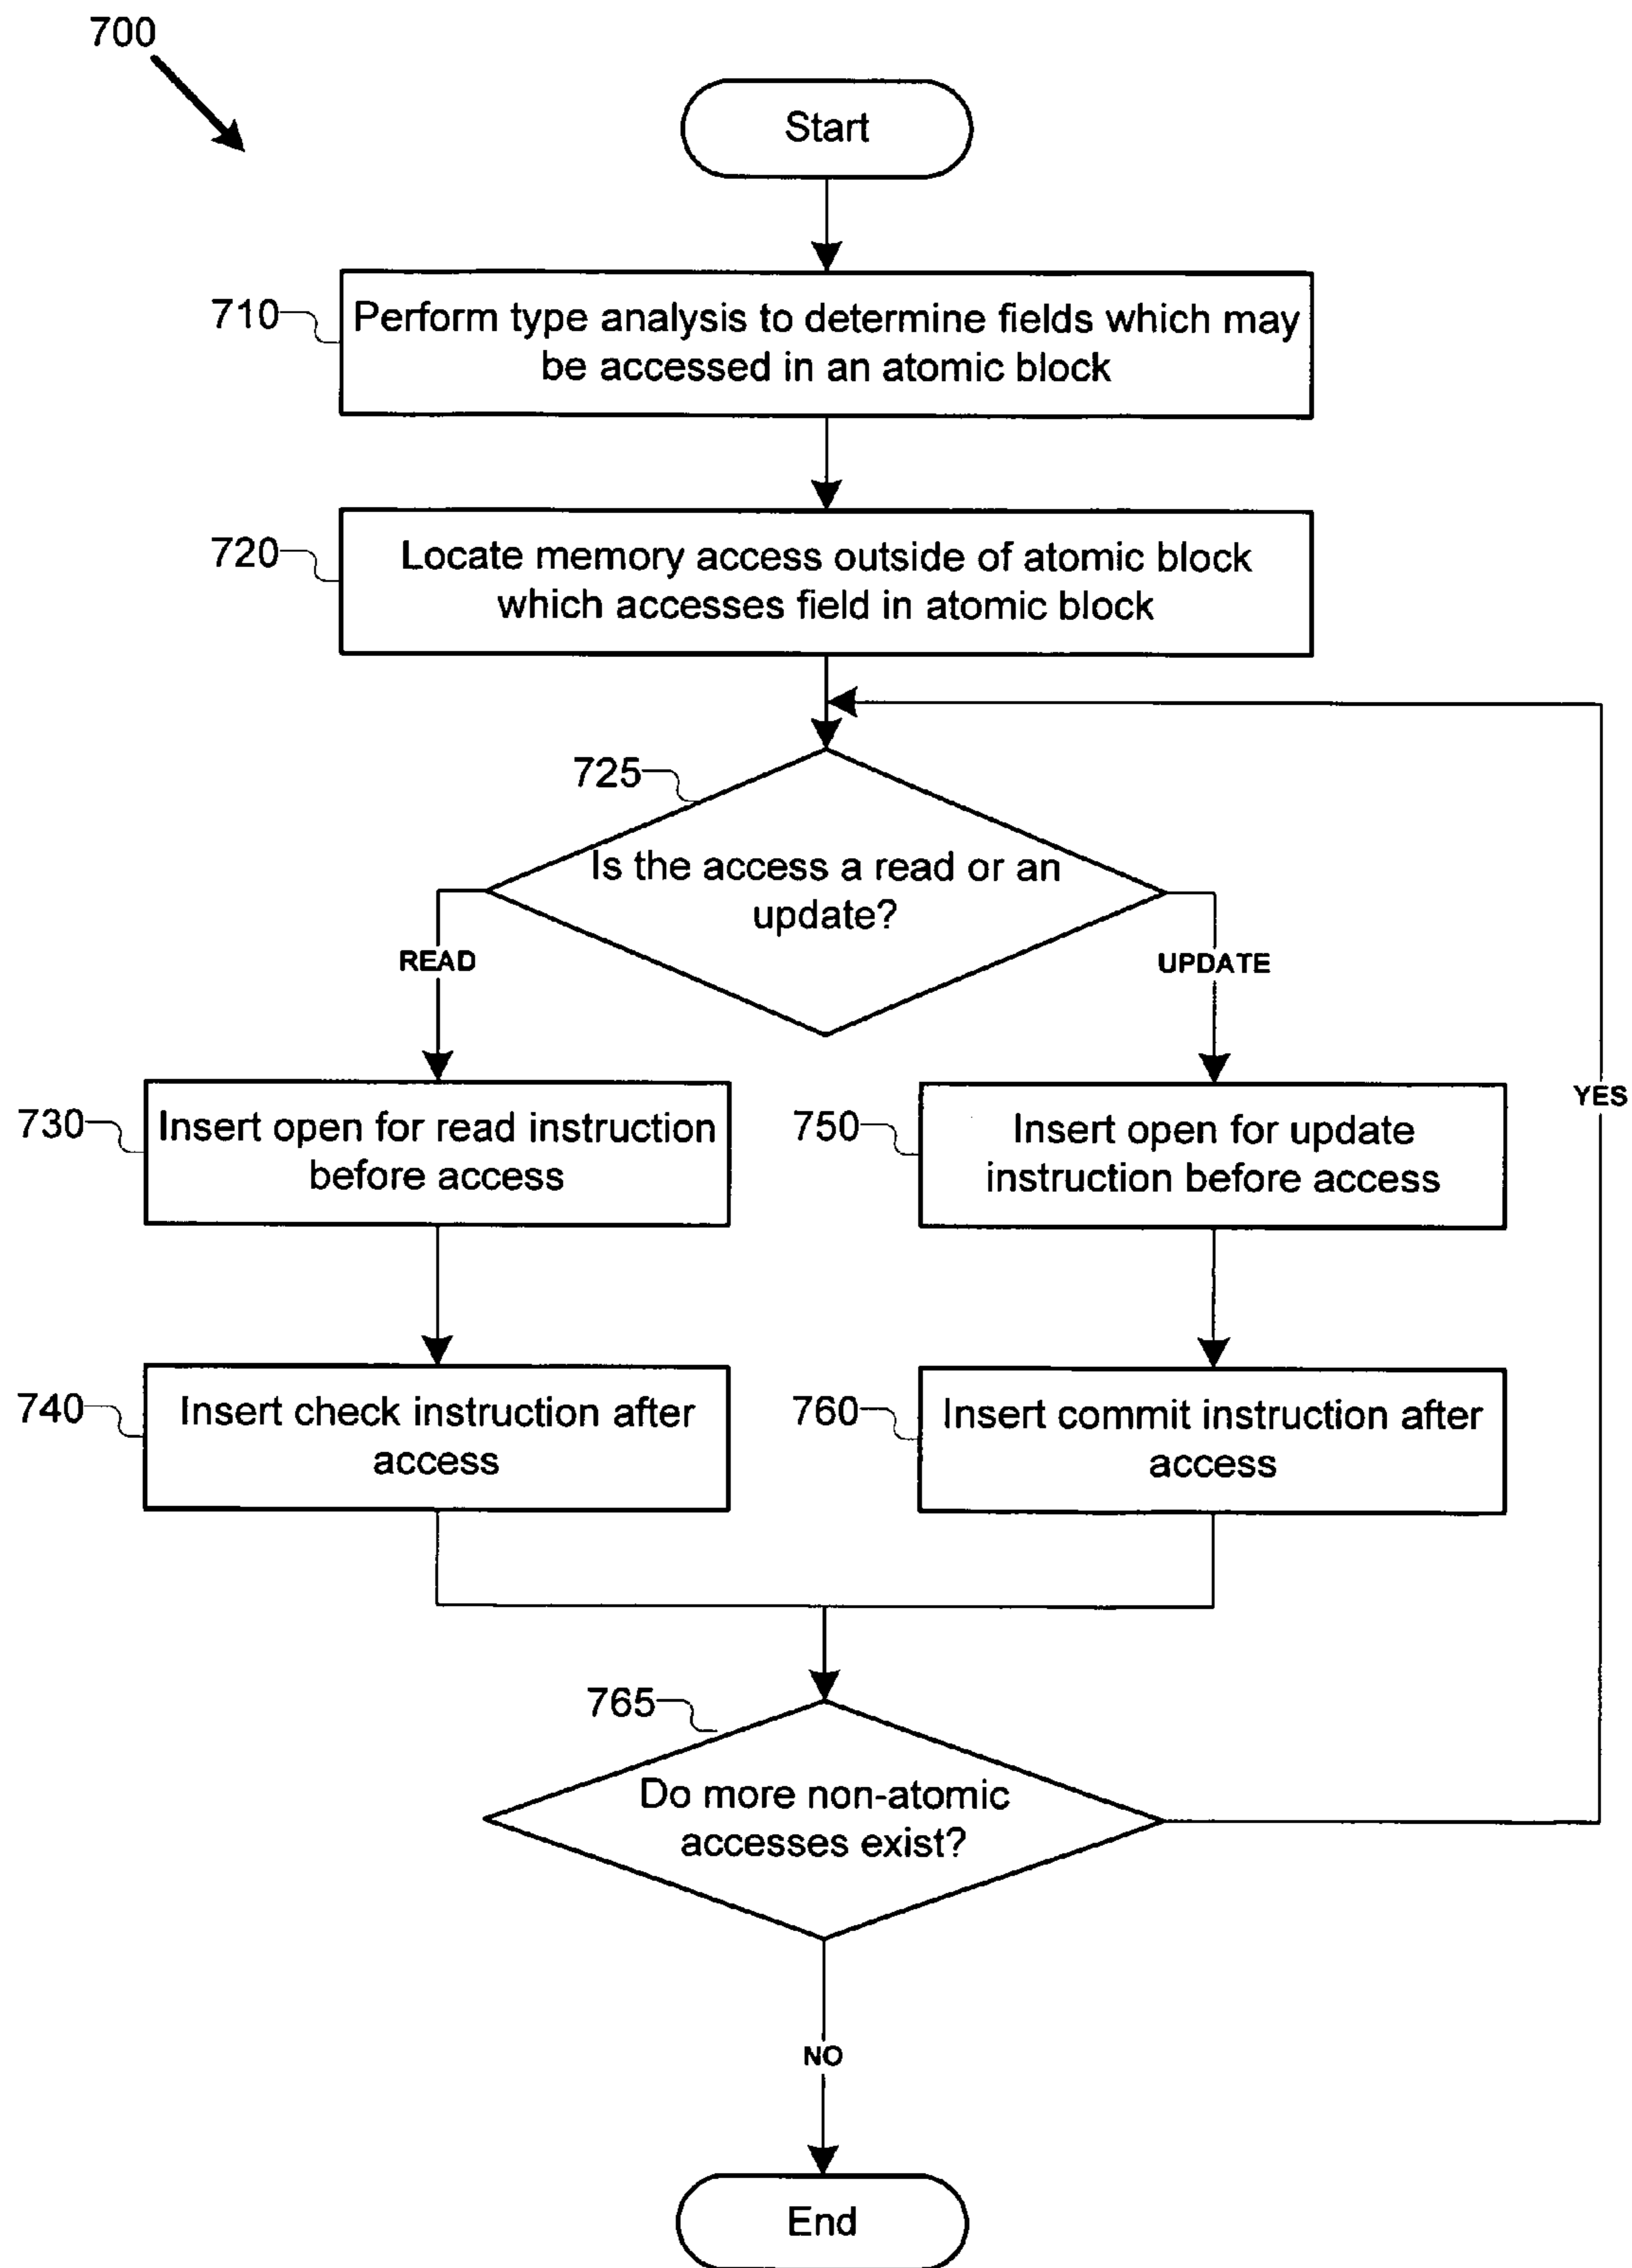 700
Start
710
Perform type analysis to determine fields which may
be accessed in an atomic block
720
Locate memory access outside of atomic block
which accesses field in atomic block
725
Is the access a read or an
update?
READ
UPDATE
YES
730
Insert open for read instruction
before access
750
Insert open for update
instruction before access
740
Insert check instruction after
access
760
Insert commit instruction after
access
765
Do more non-atomic
accesses exist?
NO
End